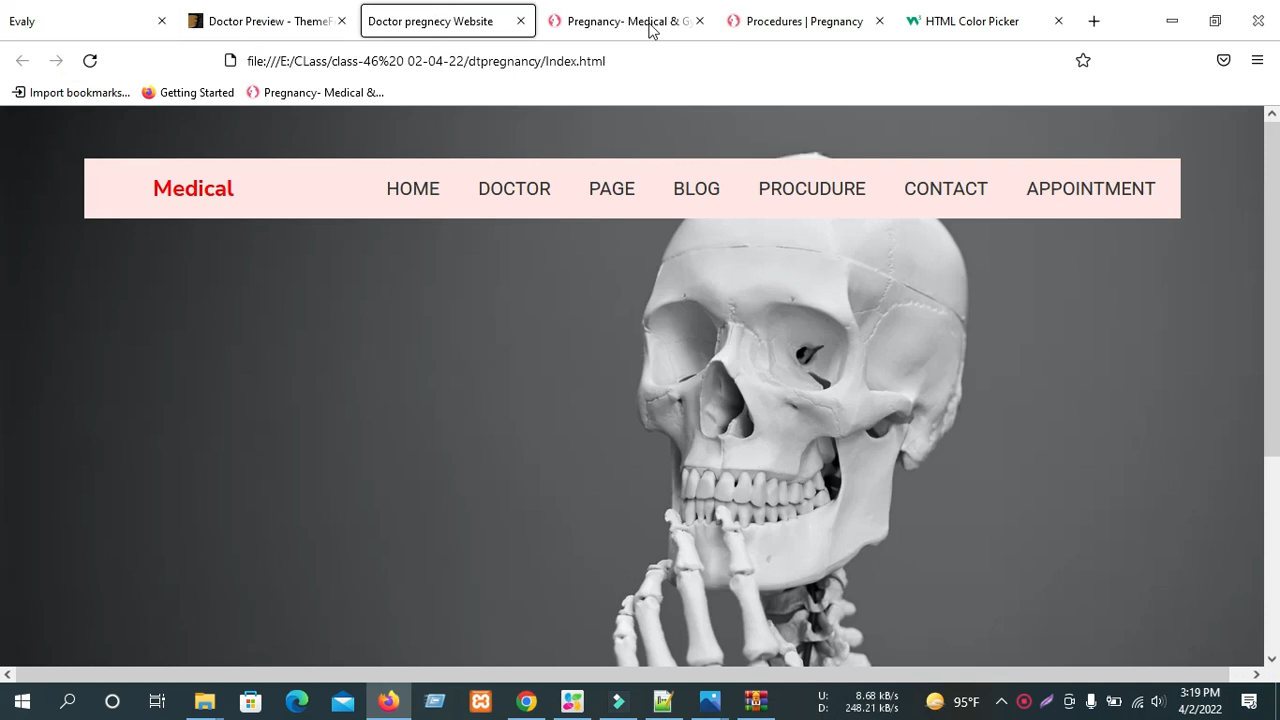 Evaly
Doctor Preview - ThemeF
Doctor pregnecy Website
Pregnancy- Medical & Gy
Procedures | Pregnancy
HTML Color Picker
file:///E:/CLass/class-46%20 02-04-22/dtpregnancy/Index.html
Import bookmarks...
Getting Started
Pregnancy- Medical &...
Medical
HOME
DOCTOR
PAGE
BLOG
PROCUDURE
CONTACT
APPOINTMENT
U: 8.68 kB/s
D: 248.21 kB/s
95°F
3:19 PM
4/2/2022